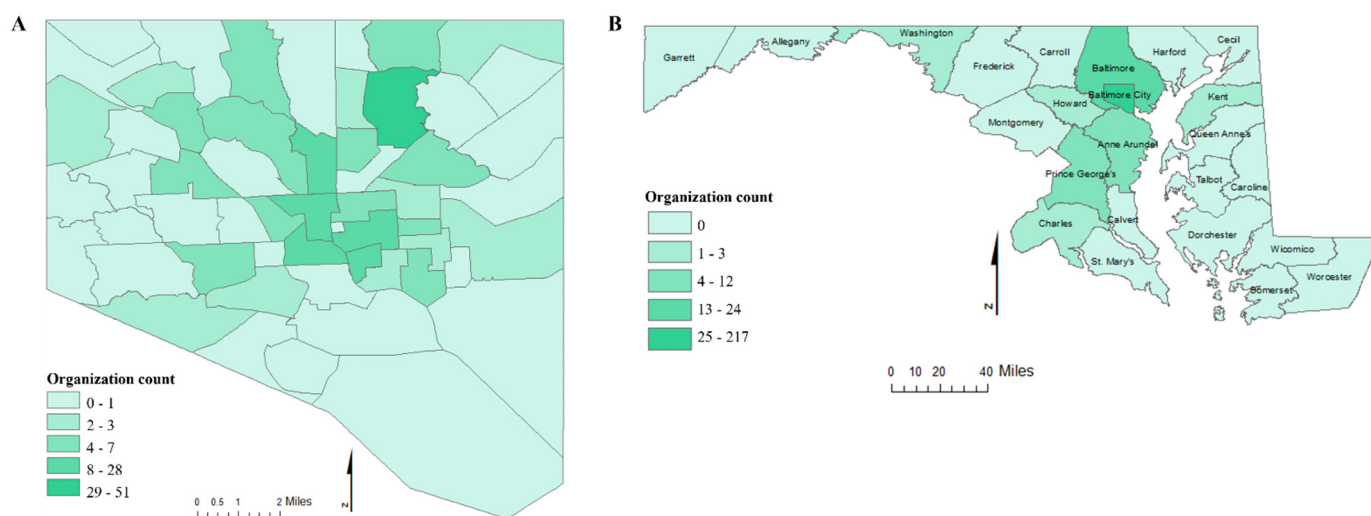 A
Organization count
0 - 1
2 - 3
4 - 7
8 - 28
29 - 51
0 0.5 1 2 Miles
N
B
Garrett
Allegany
Washington
Frederick
Carroll
Baltimore
Harford
Cecil
Baltimore City
Howard
Kent
Montgomery
Queen Anne's
Anne Arundel
Prince George's
Talbot
Caroline
Charles
Calvert
Dorchester
St. Mary's
Wicomico
Somerset
Worcester
Organization count
0
1 - 3
4 - 12
13 - 24
25 - 217
N
0 10 20 40 Miles